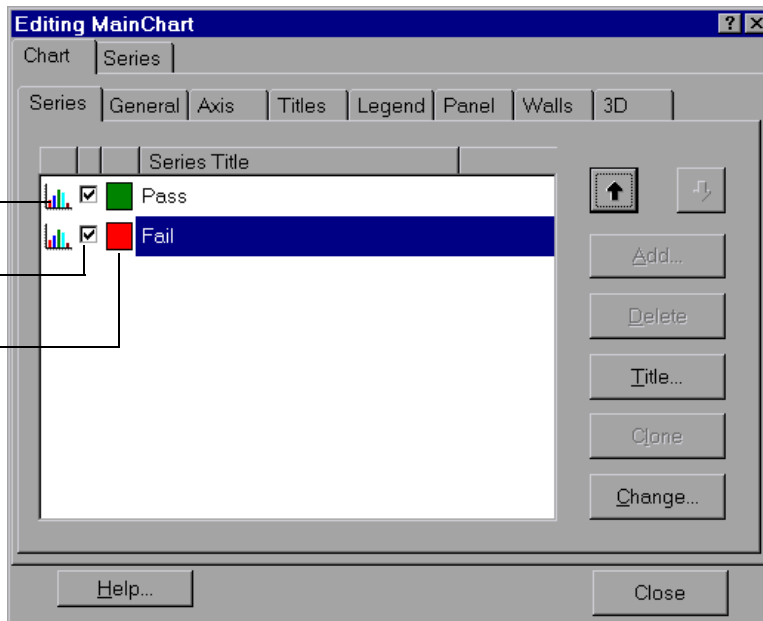 Editing MainChart
Chart Series
Series General Axis Titles Legend Panel Walls 3D
Series Title
Pass
Fail
Add...
Delete
Title...
Clone
Change...
Help... Close